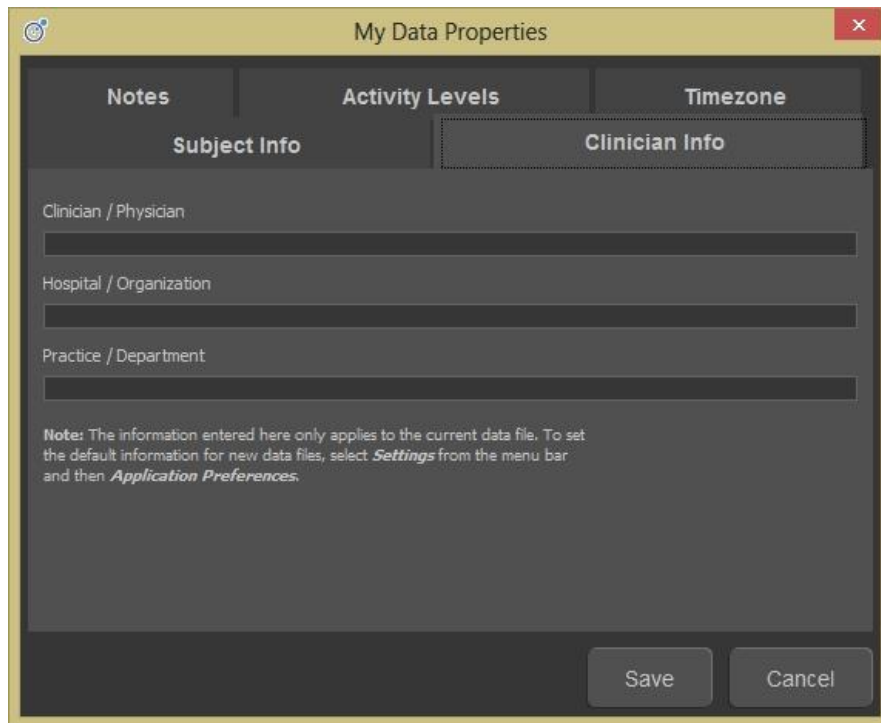 My Data Properties
Notes
Activity Levels
Timezone
Subject Info
Clinician Info
Clinician / Physician
Hospital / Organization
Practice / Department
Note: The information entered here only applies to the current data file. To set
the default information for new data files, select Settings from the menu bar
and then Application Preferences.
Save
Cancel